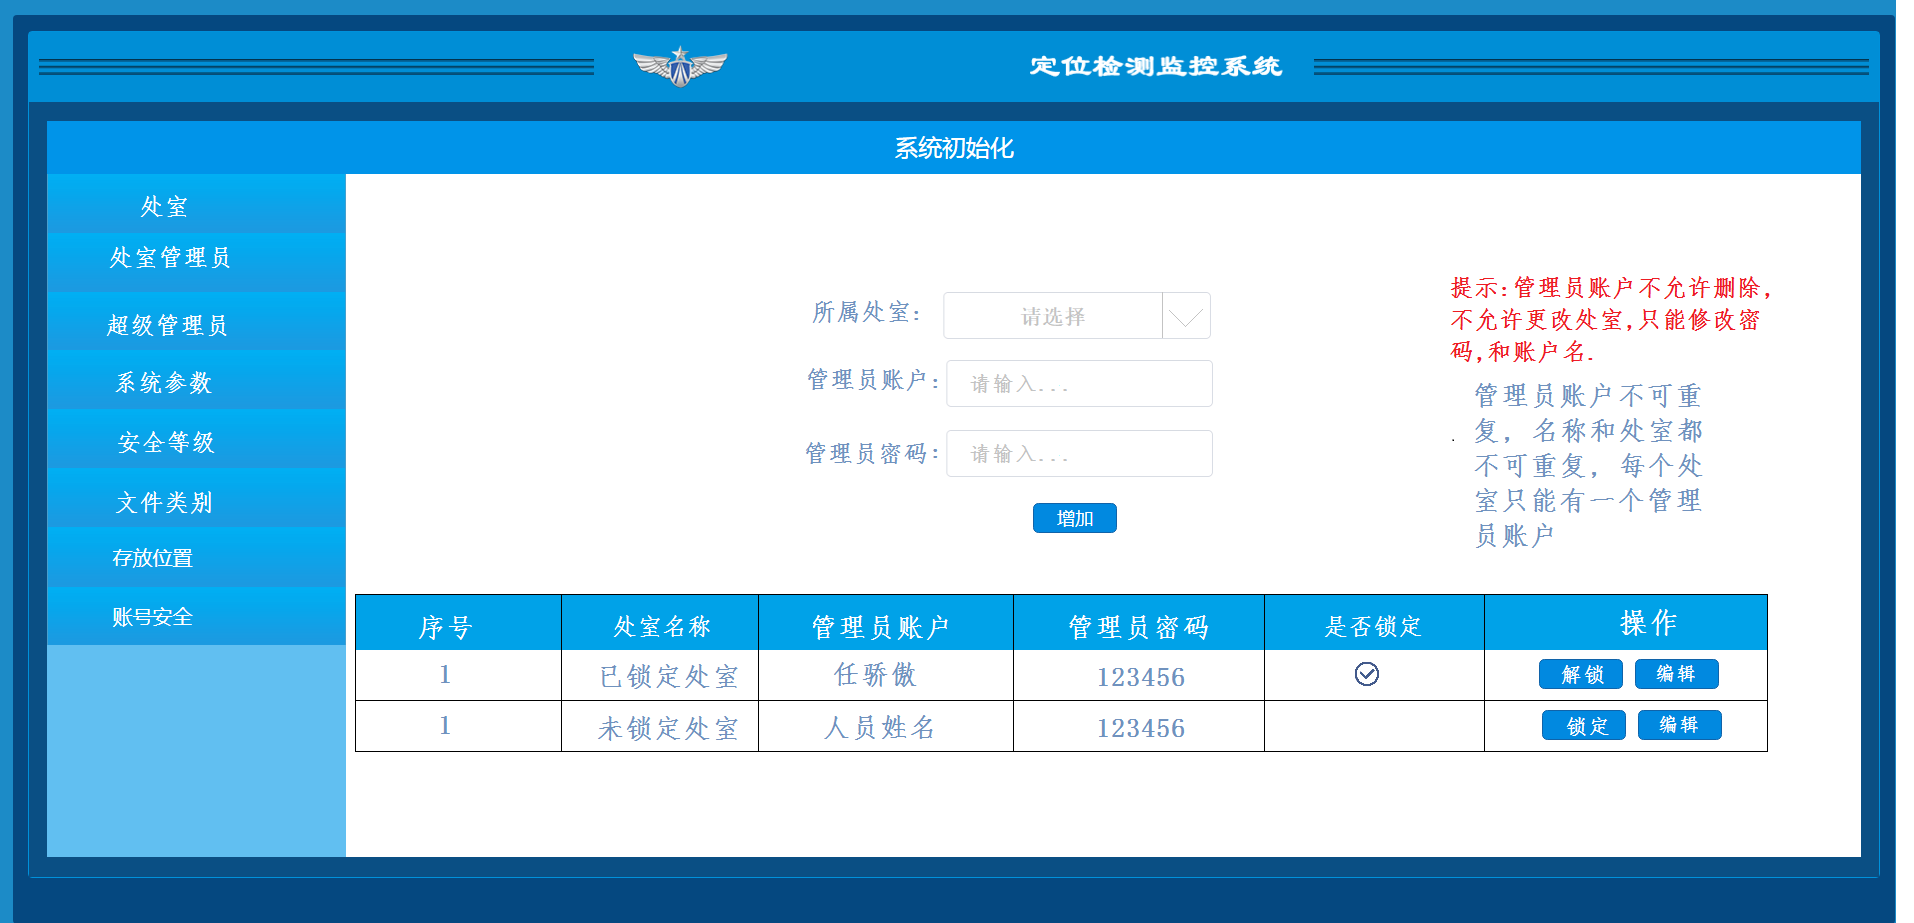 定位检测监控系统
系统初始化
处室
处室管理员
超级管理员
系统参数
安全等级
文件类别
存放位置
账号安全
所属处室：
请选择
管理员账户：
请输入...
管理员密码：
请输入...
增加
提示:管理员账户不允许删除,
不允许更改处室,只能修改密
码,和账户名.
管理员账户不可重
复，名称和处室都
不可重复，每个处
室只能有一个管理
员账户
.
序号 处室名称 管理员账户 管理员密码 是否锁定 操作
1 已锁定处室 任骄傲 123456 解锁 编辑
1 未锁定处室 人员姓名 123456 锁定 编辑